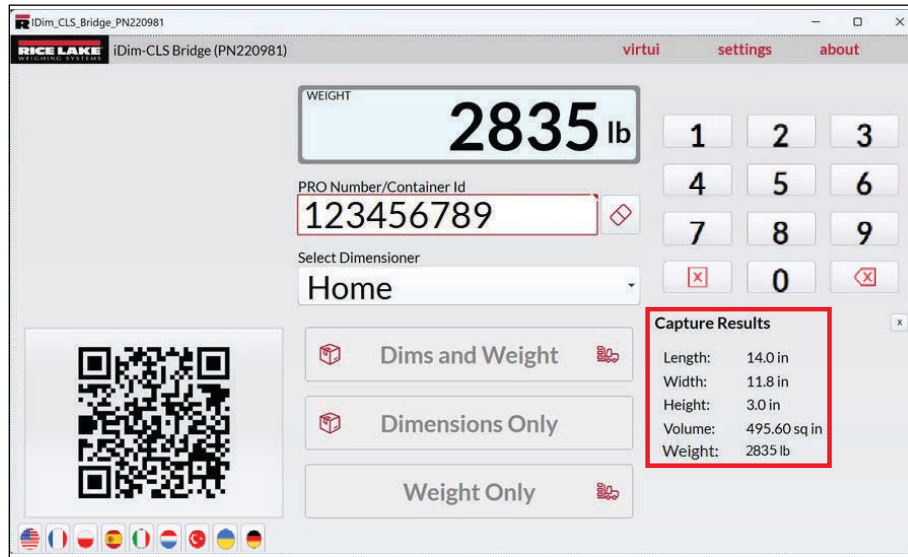 IDim_CLS_Bridge_PN220981
RICE LAKE
WEIGHING SYSTEMS
iDim-CLS Bridge (PN220981)
virtui
settings
about
WEIGHT
2835 lb
PRO Number/Container Id
123456789
Select Dimensioner
Home
1 2 3
4 5 6
7 8 9
x 0 x
Dims and Weight
Dimensions Only
Weight Only
Capture Results
x
Length: 14.0 in
Width: 11.8 in
Height: 3.0 in
Volume: 495.60 sq in
Weight: 2835 lb